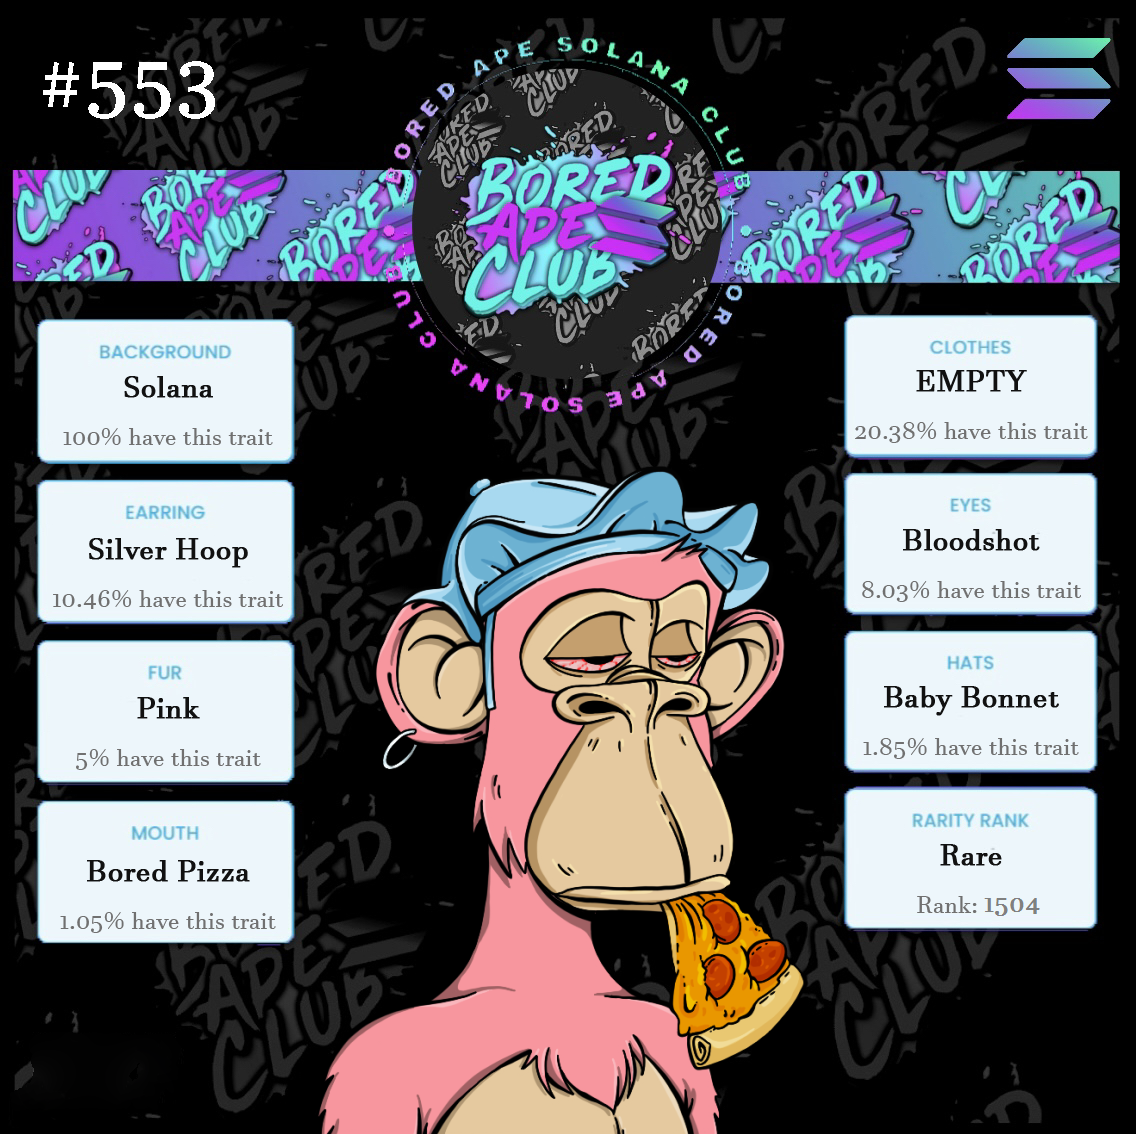 #553
BORED APE SOLANA CLUB
BORED
APE
CLUB
BORED APE SOLANA CLUB
BACKGROUND
Solana
100% have this trait
EARRING
Silver Hoop
10.46% have this trait
FUR
Pink
5% have this trait
MOUTH
Bored Pizza
1.05% have this trait
CLOTHES
EMPTY
20.38% have this trait
EYES
Bloodshot
8.03% have this trait
HATS
Baby Bonnet
1.85% have this trait
RARITY RANK
Rare
Rank: 1504